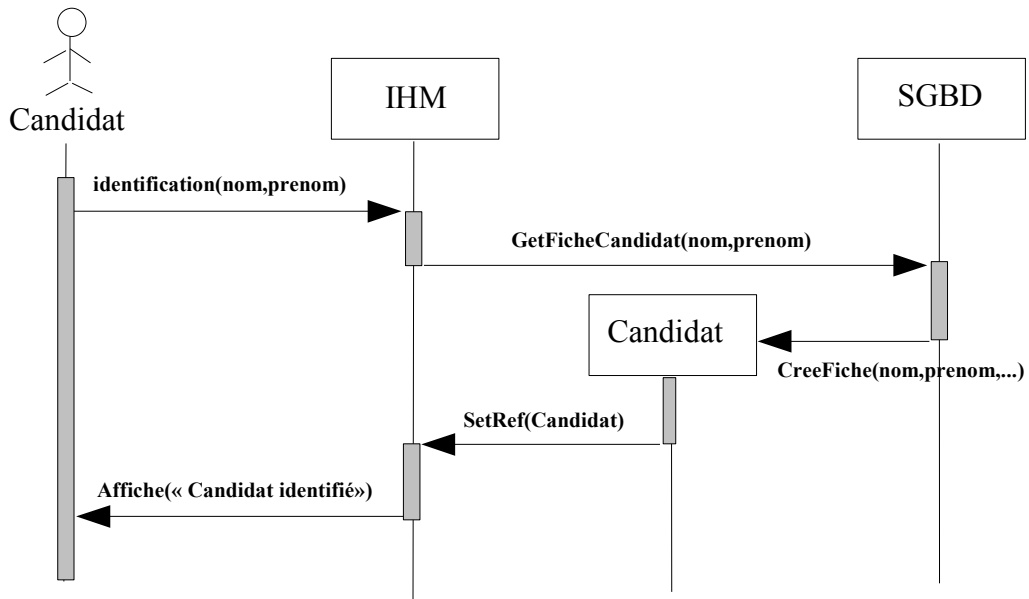 Candidat
IHM
SGBD
identification(nom,prenom)
GetFicheCandidat(nom,prenom)
Candidat
CreeFiche(nom,prenom,...)
SetRef(Candidat)
Affiche(« Candidat identifié»)